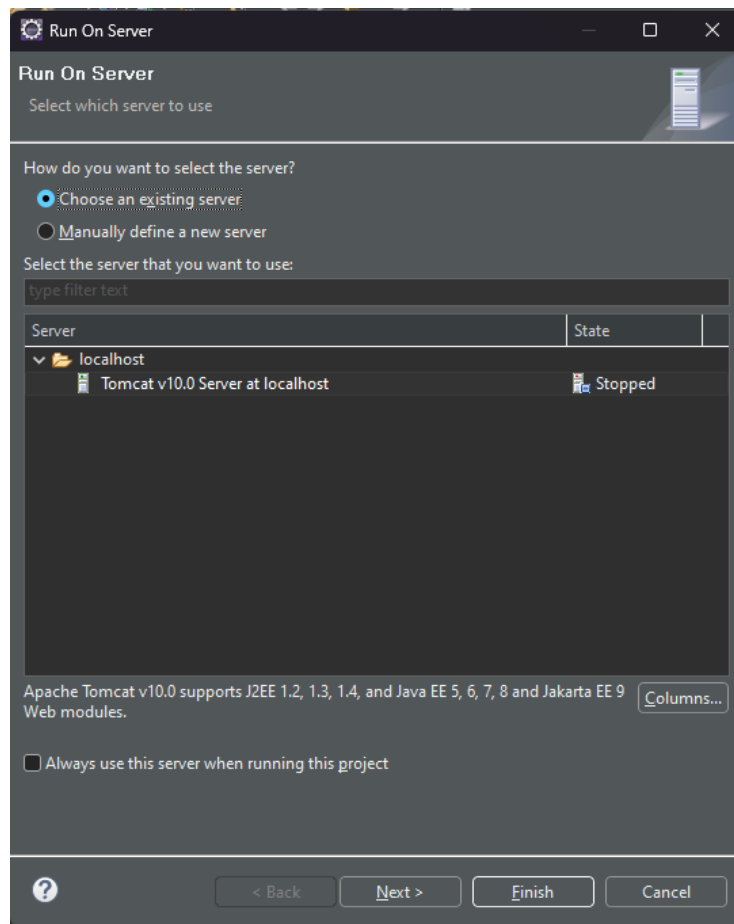 Run On Server
Run On Server
Select which server to use
How do you want to select the server?
Choose an existing server
Manually define a new server
Select the server that you want to use:
type filter text
Server State
localhost
Tomcat v10.0 Server at localhost Stopped
Apache Tomcat v10.0 supports J2EE 1.2, 1.3, 1.4, and Java EE 5, 6, 7, 8 and Jakarta EE 9
Web modules.
Columns...
Always use this server when running this project
? < Back Next > Finish Cancel